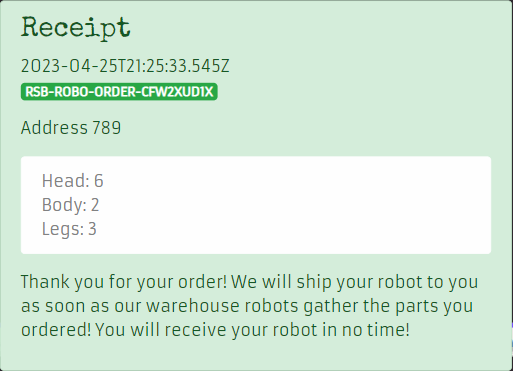 Receipt
2023-04-25T21:25:33.545Z
RSB-ROBO-ORDER-CFW2XUD1X
Address 789
Head: 6
Body: 2
Legs: 3
Thank you for your order! We will ship your robot to you
as soon as our warehouse robots gather the parts you
ordered! You will receive your robot in no time!